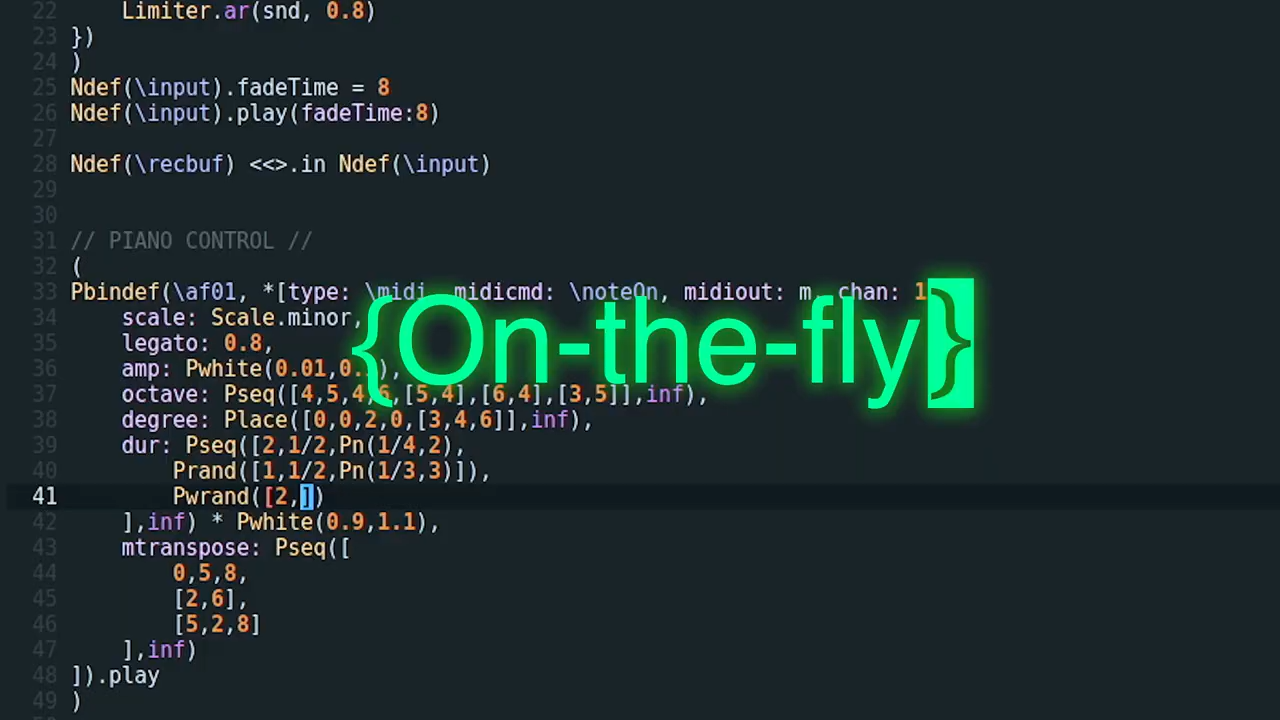 22 Limiter.ar(snd, 0.8)
23 })
24 )
25 Ndef(\input).fadeTime = 8
26 Ndef(\input).play(fadeTime:8)
27
28 Ndef(\recbuf) <<>.in Ndef(\input)
29
30
31 // PIANO CONTROL //
32 (
33 Pbindef(\af01, *[type: \midi, midicmd: \noteOn, midiout: m, chan: 1
{On-the-fly}
34 scale: Scale.minor,
35 legato: 0.8,
36 amp: Pwhite(0.01,0. ),
37 octave: Pseq([4,5,4,6,[5,4],[6,4],[3,5]],inf),
38 degree: Place([0,0,2,0,[3,4,6]],inf),
39 dur: Pseq([2,1/2,Pn(1/4,2),
40 Prand([1,1/2,Pn(1/3,3)]),
41 Pwrand([2,])
42 ],inf) * Pwhite(0.9,1.1),
43 mtranspose: Pseq([
44 0,5,8,
45 [2,6],
46 [5,2,8]
47 ],inf)
48 ]).play
49 )